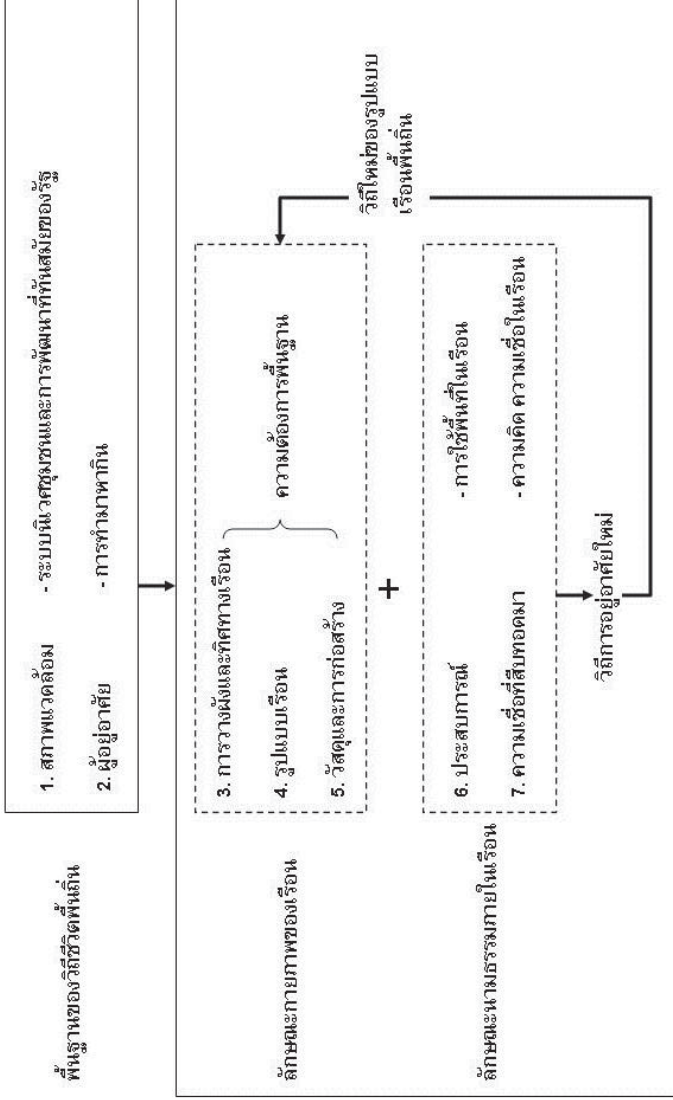 พื้นฐานของวิถีชีวิตพื้นถิ่น
1. สภาพแวดล้อม - ระบบนิเวศชุมชนและการพัฒนาที่ทันสมัยของรัฐ
2. ผู้อยู่อาศัย - การทำมาหากิน
ลักษณะกายภาพของเรือน
3. การวางผังและทิศทางเรือน
4. รูปแบบเรือน
5. วัสดุและการก่อสร้าง
ความต้องการพื้นฐาน
+
ลักษณะนามธรรมภายในเรือน
6. ประสบการณ์ - การใช้พื้นที่ในเรือน
7. ความเชื่อที่สืบทอดมา - ความคิด ความเชื่อในเรือน
วิถีการอยู่อาศัยใหม่
วิถีใหม่ของรูปแบบ
เรือนพื้นถิ่น